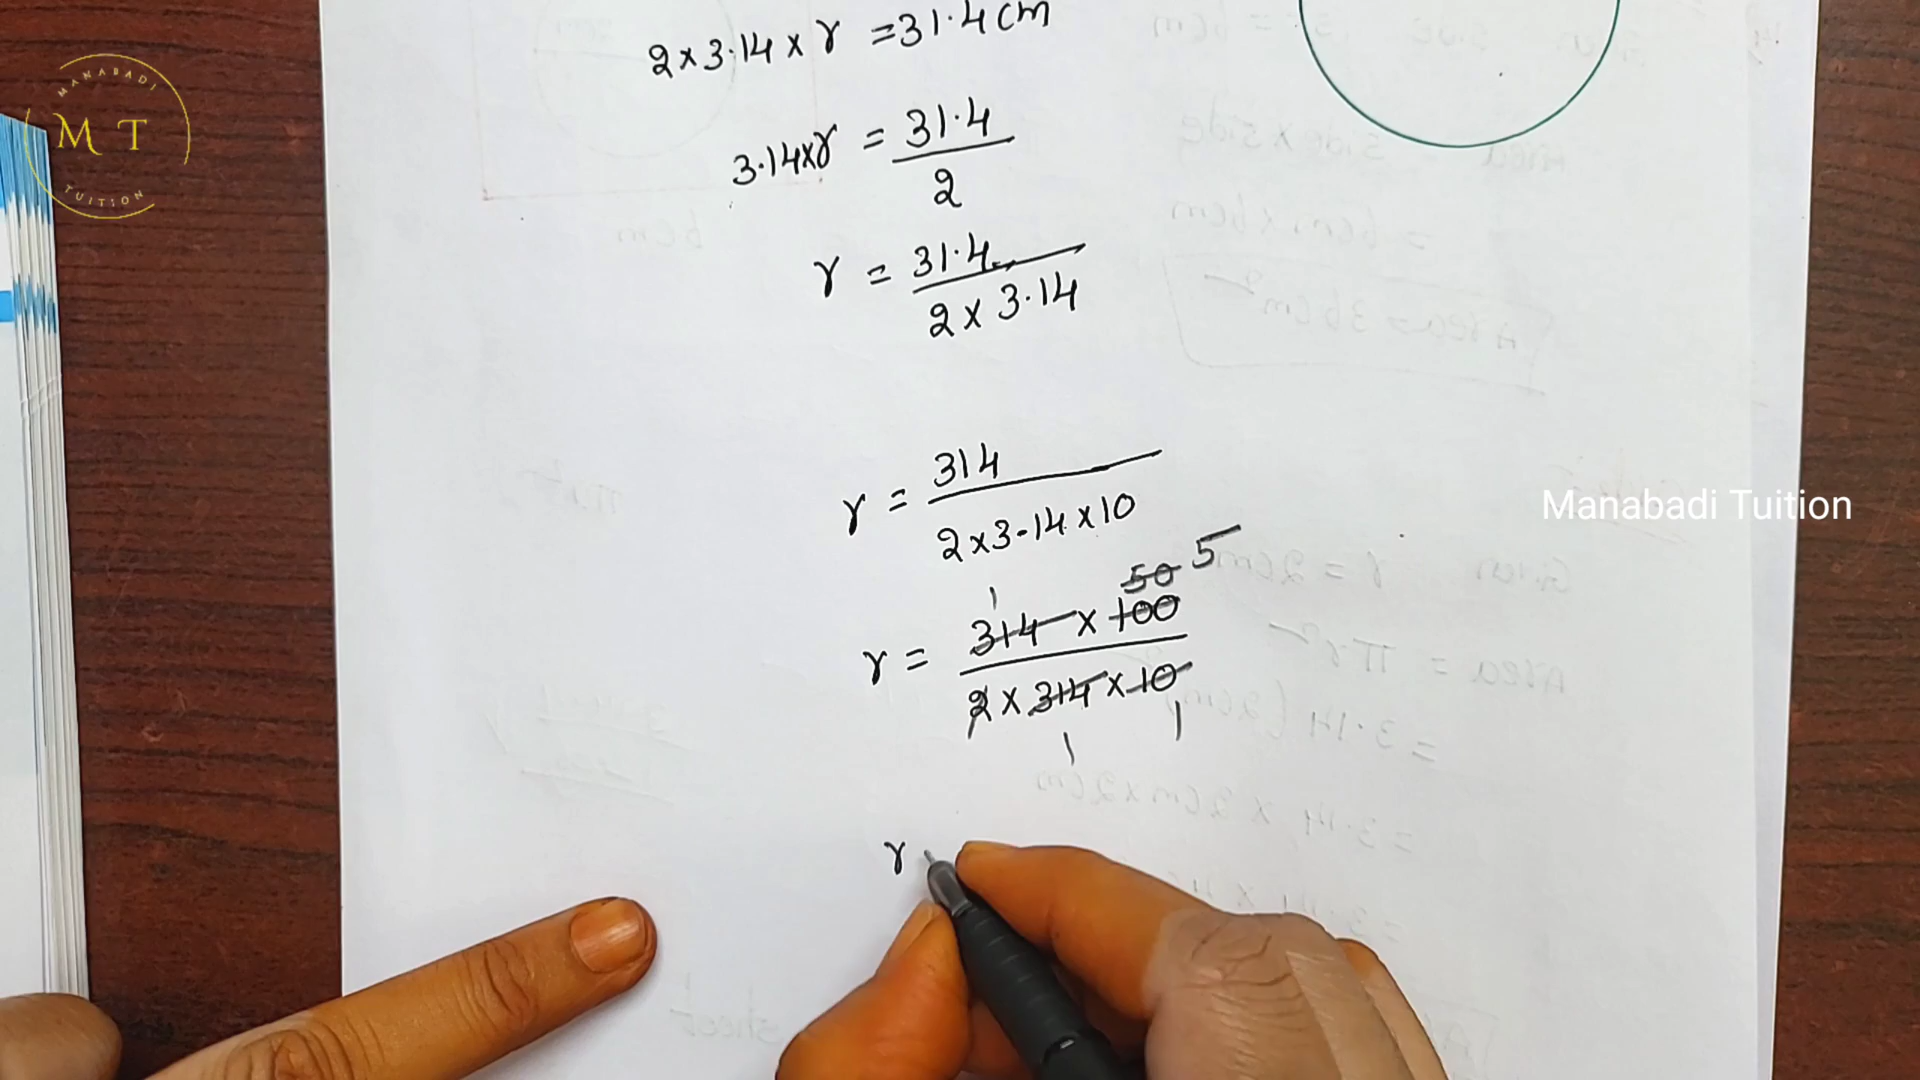 2×3.14×r = 31.4cm
MANABADI
MT
TUITION
3.14×r = 31.4/2
r = 31.4/2×3.14
r = 314/2×3.14×10
Manabadi Tuition
50 5
1
r = 314×100/2×314×10
1 1
r